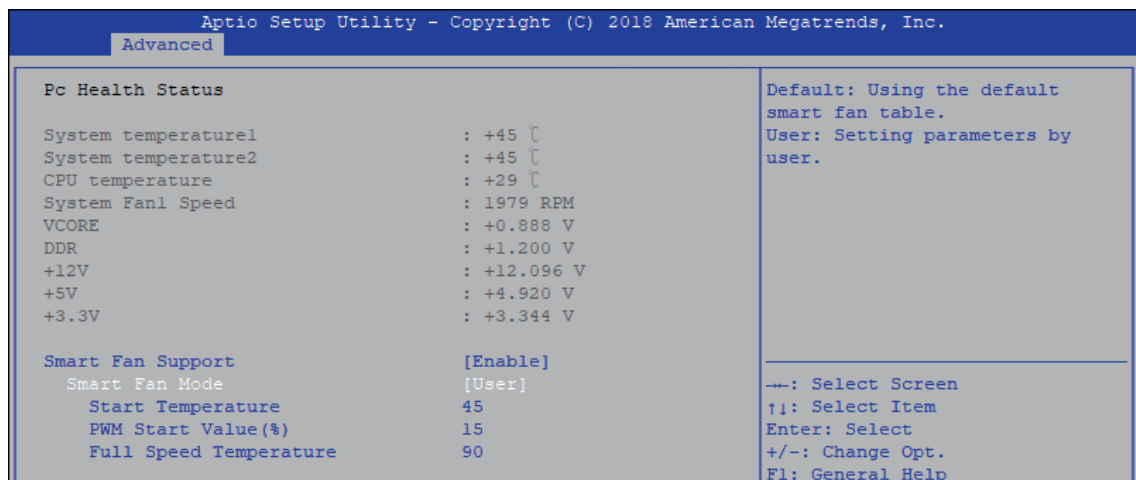 Aptio Setup Utility - Copyright (C) 2018 American Megatrends, Inc.
Advanced
Pc Health Status
System temperature1 : +45 ℃
System temperature2 : +45 ℃
CPU temperature : +29 ℃
System Fan1 Speed : 1979 RPM
VCORE : +0.888 V
DDR : +1.200 V
+12V : +12.096 V
+5V : +4.920 V
+3.3V : +3.344 V
Smart Fan Support [Enable]
Smart Fan Mode [User]
Start Temperature 45
PWM Start Value(%) 15
Full Speed Temperature 90
Default: Using the default
smart fan table.
User: Setting parameters by
user.
→←: Select Screen
↑↓: Select Item
Enter: Select
+/-: Change Opt.
F1: General Help